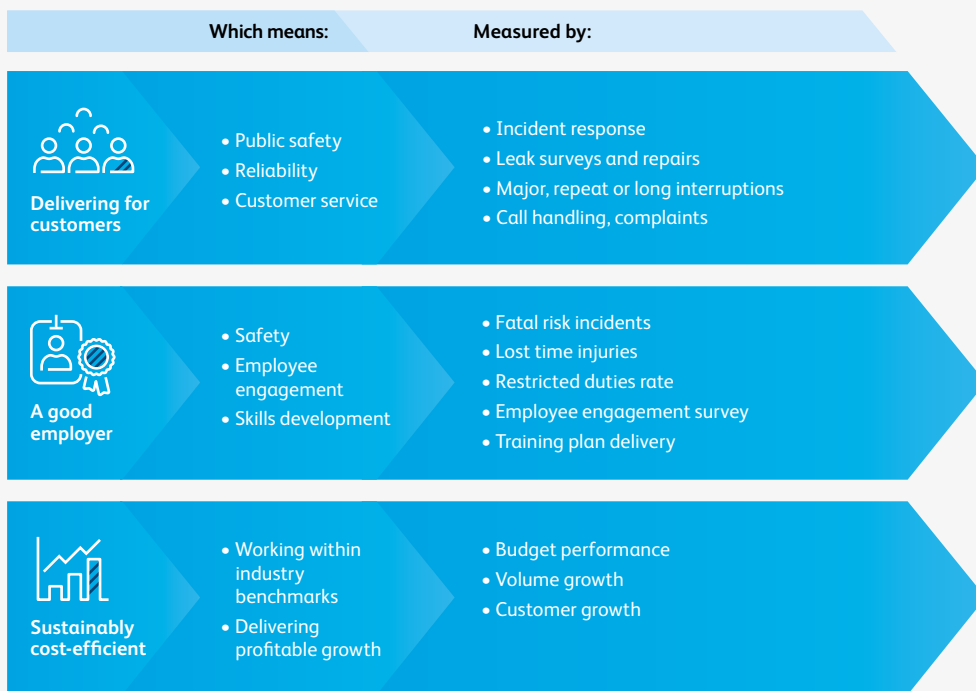 Which means:
Measured by:
Delivering for
customers
• Public safety
• Reliability
• Customer service
• Incident response
• Leak surveys and repairs
• Major, repeat or long interruptions
• Call handling, complaints
A good
employer
• Safety
• Employee
engagement
• Skills development
• Fatal risk incidents
• Lost time injuries
• Restricted duties rate
• Employee engagement survey
• Training plan delivery
Sustainably
cost-efficient
• Working within
industry
benchmarks
• Delivering
profitable growth
• Budget performance
• Volume growth
• Customer growth